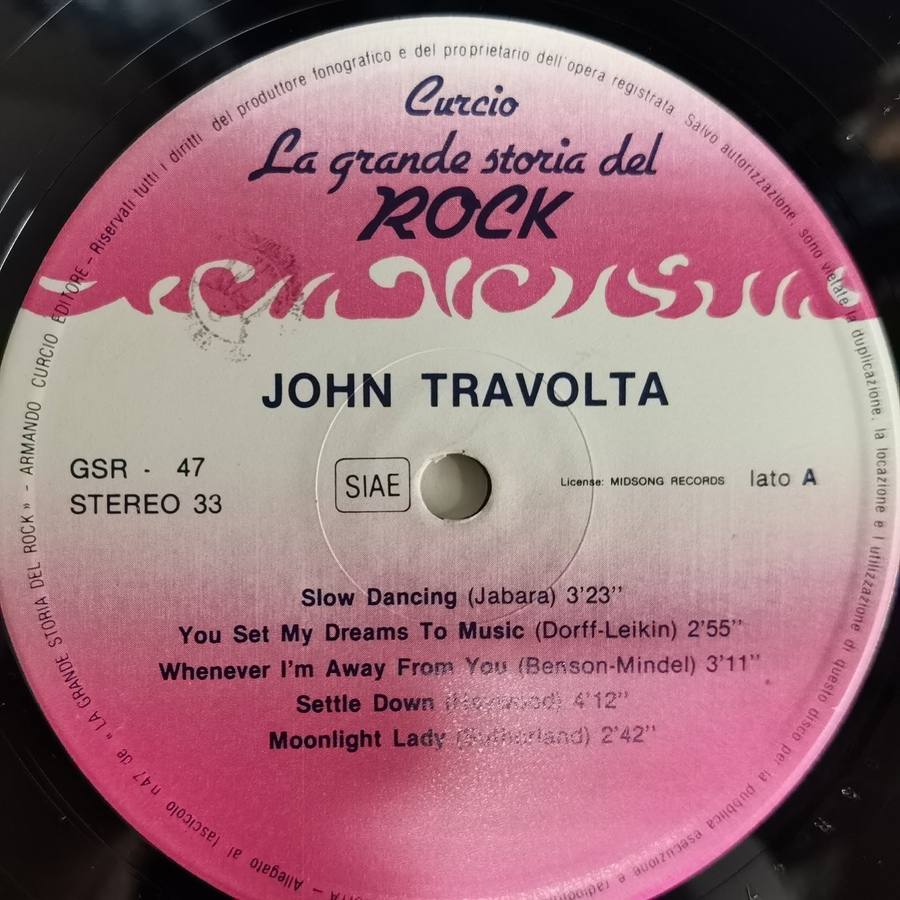 Curcio
La grande storia del
ROCK
JOHN TRAVOLTA
GSR - 47
STEREO 33
SIAE
License: MIDSONG RECORDS
lato A
Slow Dancing (Jabara) 3'23"
You Set My Dreams To Music (Dorff-Leikin) 2'55"
Whenever I'm Away From You (Benson-Mindel) 3'11"
Settle Down 4'12"
Moonlight Lady (Sutherland) 2'42"
Allegato al fascicolo n.47 de « LA GRANDE STORIA DEL ROCK » - ARMANDO CURCIO EDITORE - Riservati tutti i diritti del produttore fonografico e del proprietario dell'opera registrata. Salvo autorizzazione, sono vietate la duplicazione, la locazione e l'utilizzazione di questo disco per la pubblica esecuzione e